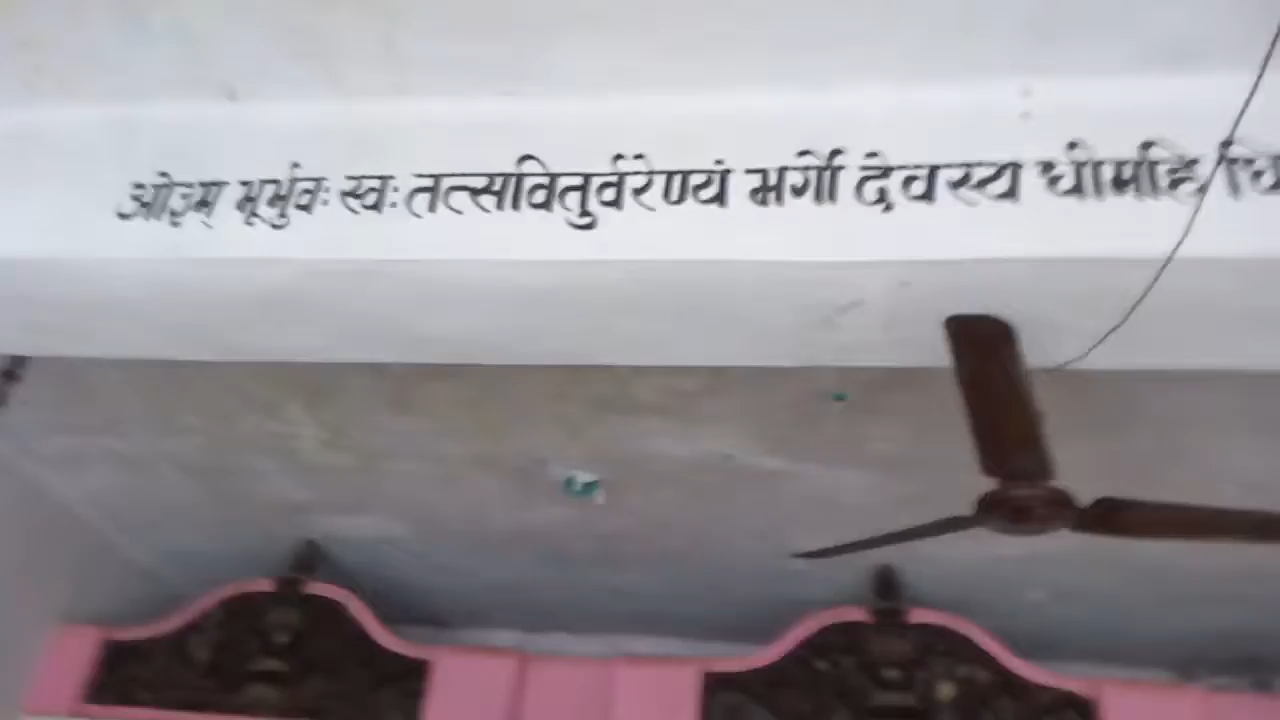 ओ३म् भूर्भुवः स्वः तत्सवितुर्वरेण्यं भर्गो देवस्य धीमहि